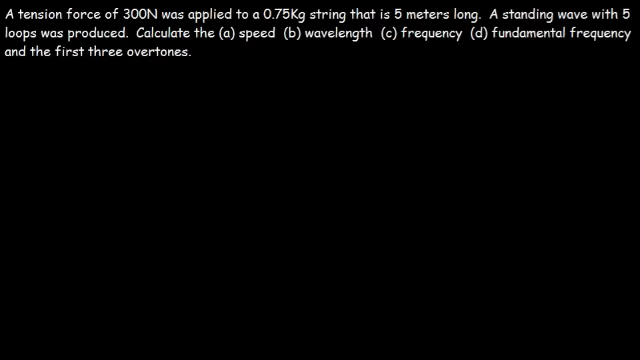 A tension force of 300N was applied to a 0.75Kg string that is 5 meters long. A standing wave with 5
loops was produced. Calculate the (a) speed (b) wavelength (c) frequency (d) fundamental frequency
and the first three overtones.